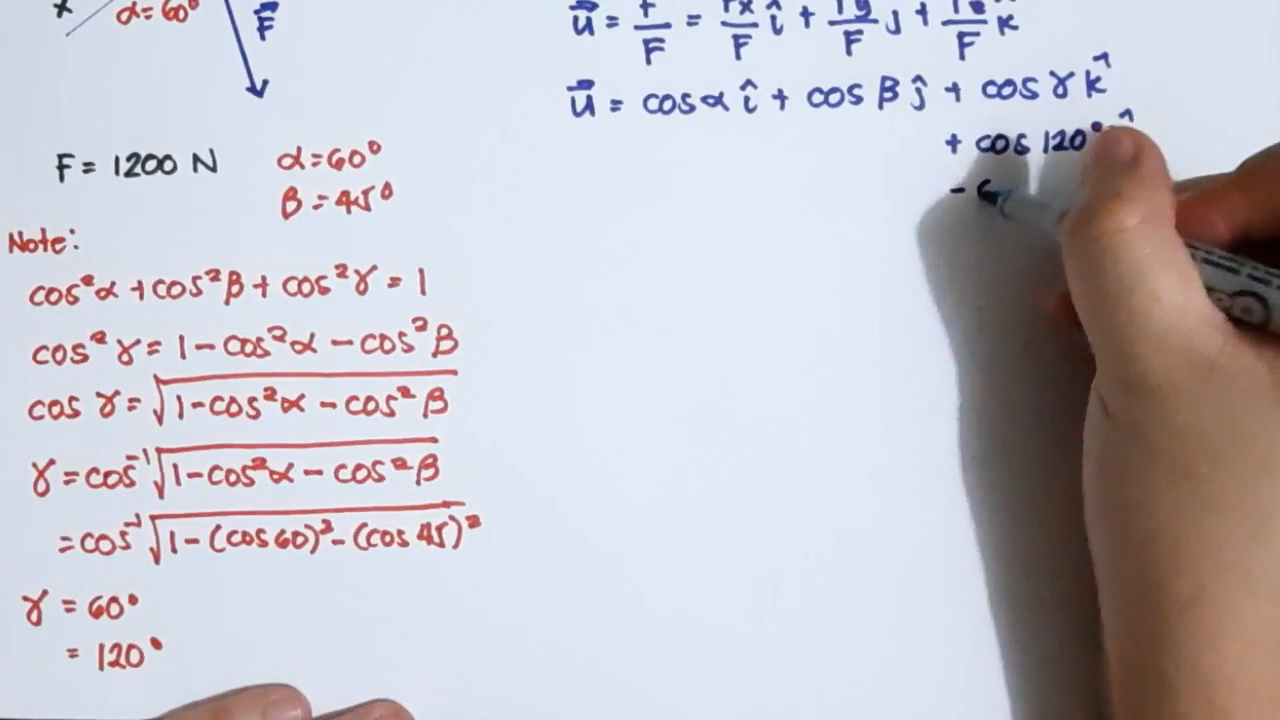 x
α=60°
F⃗
u⃗ = F/F = Fx/F î + Fy/F ĵ + Fz/F k̂
u⃗ = cos α î + cos β ĵ + cos γ k̂
+ cos 120°
F = 1200 N
α=60°
β = 45°
Note:
cos²α + cos²β + cos²γ = 1
cos²γ = 1 - cos²α - cos²β
cos γ = √1-cos²α - cos²β
γ = cos⁻¹√1-cos²α - cos²β
= cos⁻¹√1-(cos 60)² - (cos 45)²
γ = 60°
= 120°